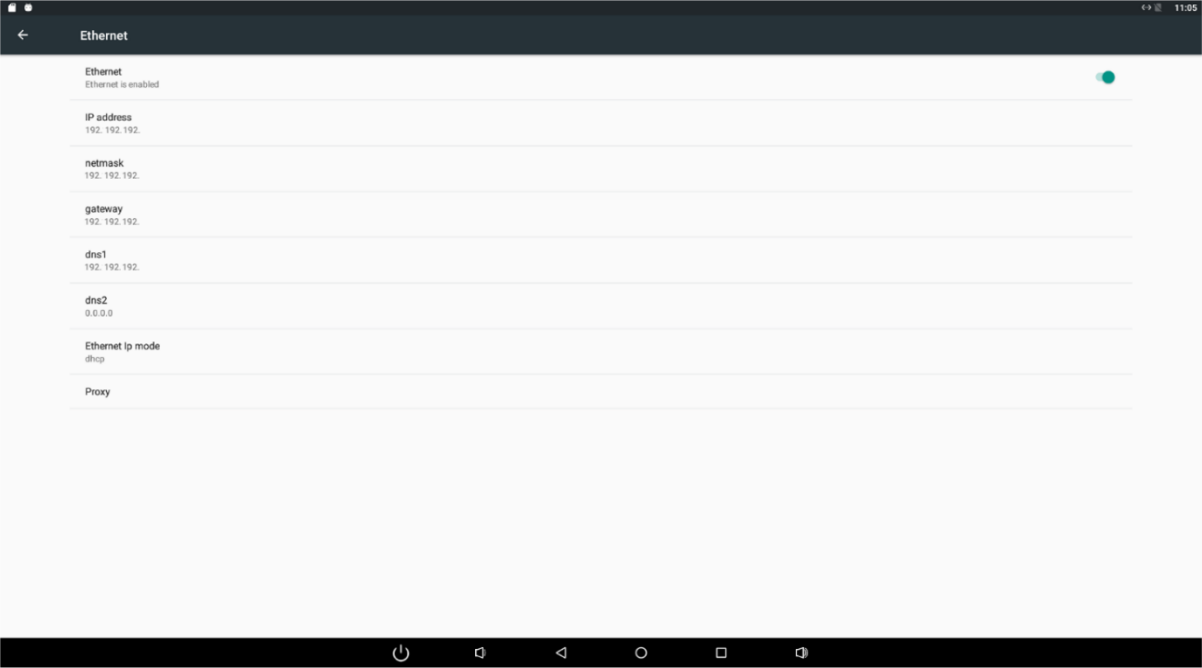 11:05
Ethernet
Ethernet
Ethernet is enabled
IP address
192. 192.192.
netmask
192. 192.192.
gateway
192. 192.192.
dns1
192. 192.192.
dns2
0.0.0.0
Ethernet Ip mode
dhcp
Proxy